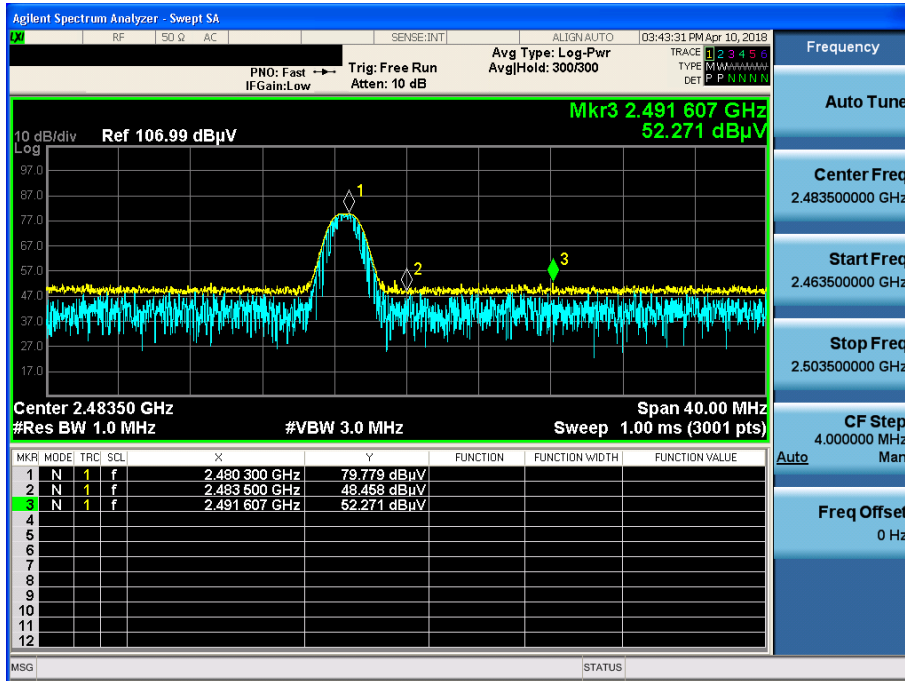 Agilent Spectrum Analyzer - Swept SA
LXI RF 50 Ω AC SENSE:INT ALIGN AUTO 03:43:31 PM Apr 10, 2018
PNO: Fast
IFGain:Low
Trig: Free Run
Atten: 10 dB
Avg Type: Log-Pwr
Avg|Hold: 300/300
TRACE 1 2 3 4 5 6
TYPE MWWWWW
DET P P N N N N
Mkr3 2.491 607 GHz
52.271 dBµV
10 dB/div Ref 106.99 dBµV
Log
97.0
87.0
77.0
67.0
57.0
47.0
37.0
27.0
17.0
1
2
3
Center 2.48350 GHz Span 40.00 MHz
#Res BW 1.0 MHz #VBW 3.0 MHz Sweep 1.00 ms (3001 pts)
MKR MODE TRC SCL X Y FUNCTION FUNCTION WIDTH FUNCTION VALUE
1 N 1 f 2.480 300 GHz 79.779 dBµV
2 N 1 f 2.483 500 GHz 48.458 dBµV
3 N 1 f 2.491 607 GHz 52.271 dBµV
4
5
6
7
8
9
10
11
12
MSG STATUS
Frequency
Auto Tune
Center Freq
2.483500000 GHz
Start Freq
2.463500000 GHz
Stop Freq
2.503500000 GHz
CF Step
4.000000 MHz
Auto Man
Freq Offset
0 Hz